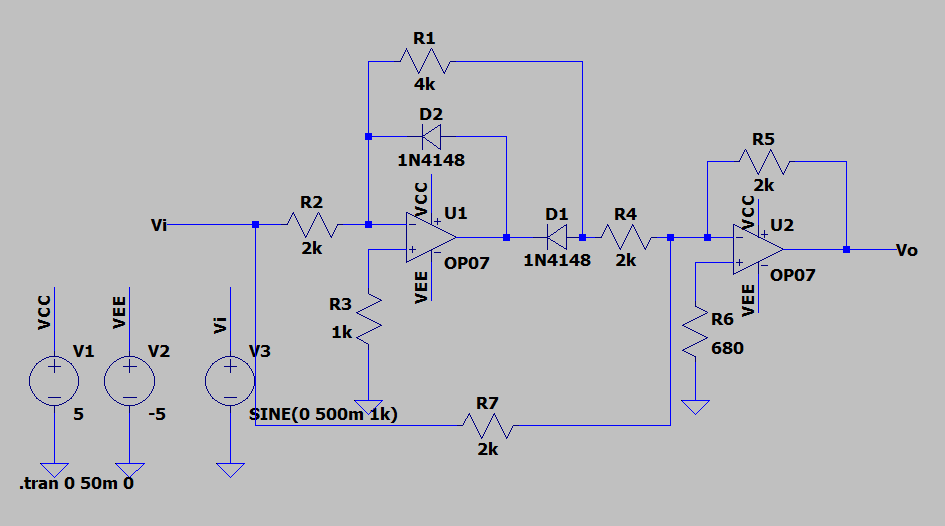 R1
4k
D2
1N4148
VCC
R2
2k
U1
Vi
OP07
VEE
R3
1k
D1
1N4148
R4
2k
R5
2k
VCC
U2
Vo
OP07
VEE
R6
680
VCC
V1
5
VEE
V2
-5
Vi
V3
SINE(0 500m 1k)
R7
2k
.tran 0 50m 0